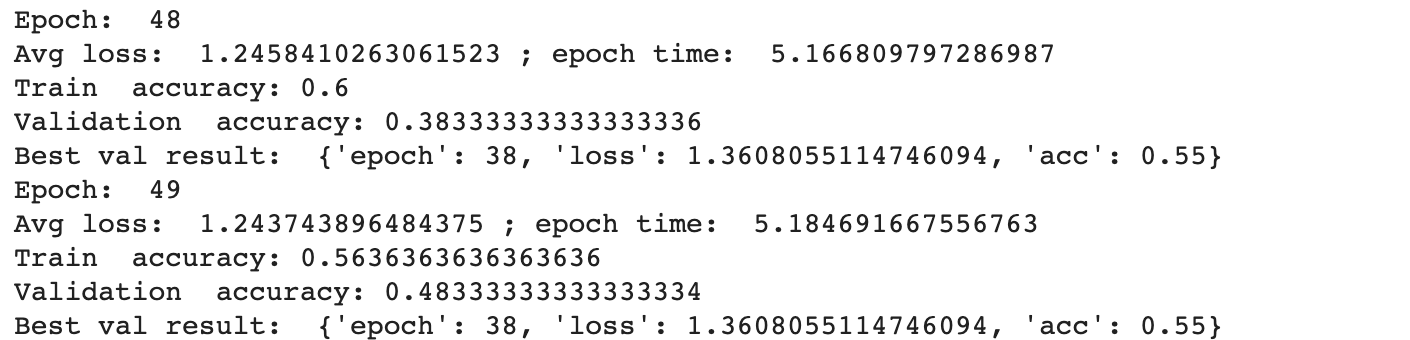 Epoch:  48
Avg loss:  1.2458410263061523 ; epoch time:  5.166809797286987
Train  accuracy: 0.6
Validation  accuracy: 0.38333333333333336
Best val result:  {'epoch': 38, 'loss': 1.3608055114746094, 'acc': 0.55}
Epoch:  49
Avg loss:  1.243743896484375 ; epoch time:  5.184691667556763
Train  accuracy: 0.5636363636363636
Validation  accuracy: 0.48333333333333334
Best val result:  {'epoch': 38, 'loss': 1.3608055114746094, 'acc': 0.55}